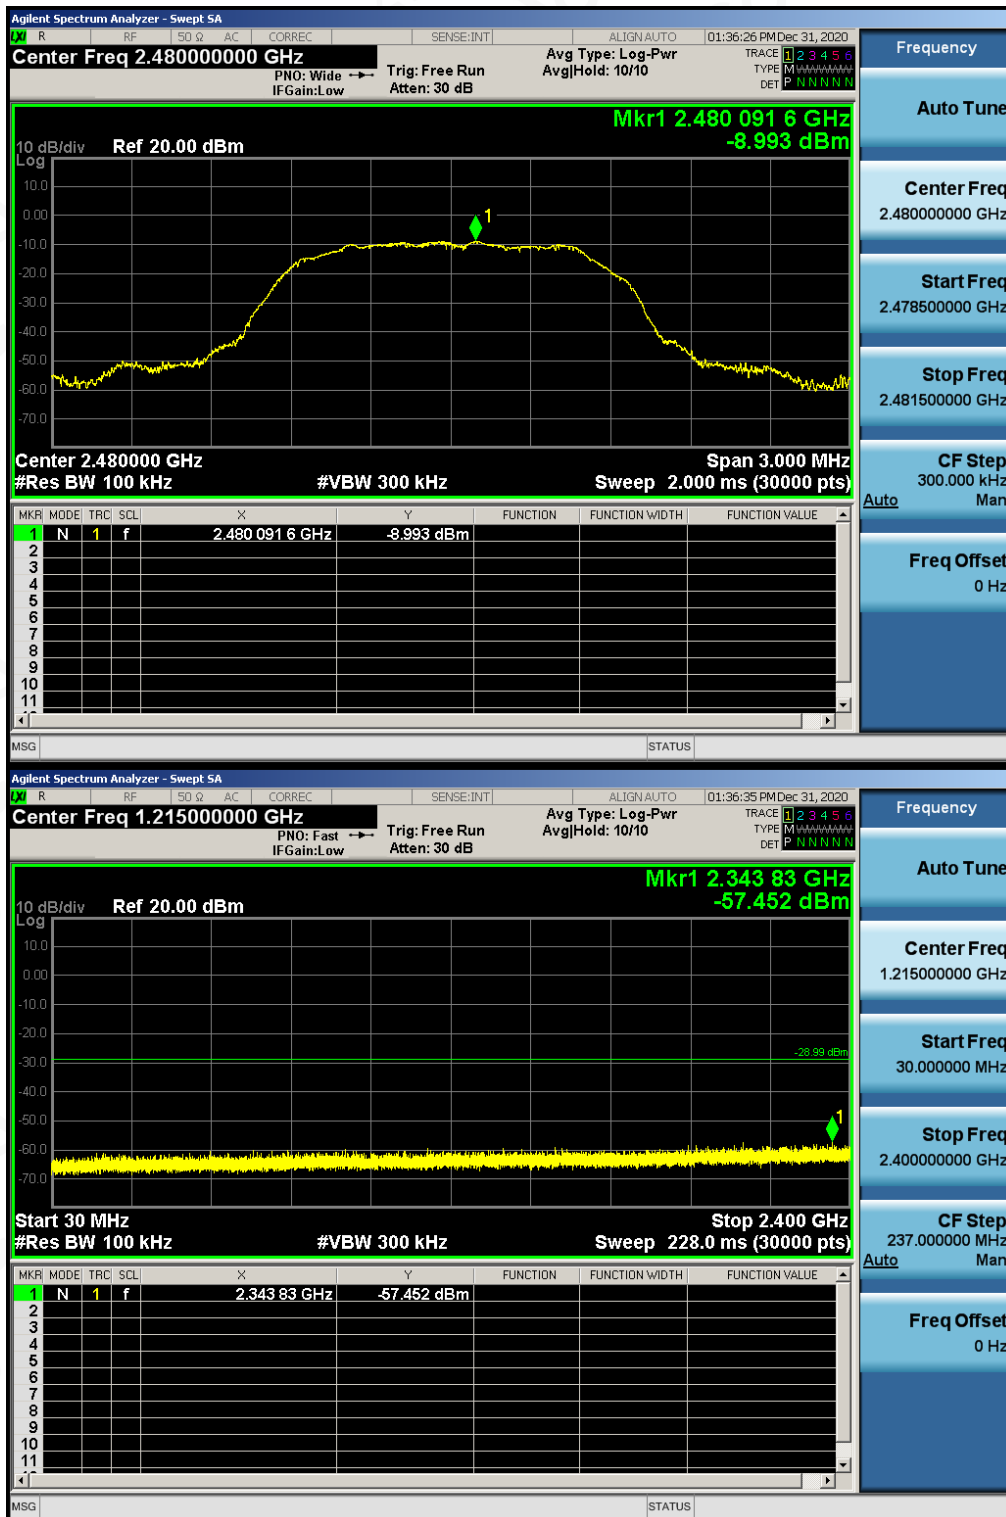 Agilent Spectrum Analyzer - Swept SA
LXI R RF 50 Ω AC CORREC SENSE:INT ALIGN AUTO 01:36:26 PM Dec 31, 2020
Center Freq 2.480000000 GHz
PNO: Wide
IFGain:Low
Trig: Free Run
Atten: 30 dB
Avg Type: Log-Pwr
Avg|Hold: 10/10
TRACE 1 2 3 4 5 6
TYPE M
DET P N N N N N
Mkr1 2.480 091 6 GHz
-8.993 dBm
10 dB/div Ref 20.00 dBm
Log
10.0
0.00
-10.0
-20.0
-30.0
-40.0
-50.0
-60.0
-70.0
1
Center 2.480000 GHz Span 3.000 MHz
#Res BW 100 kHz #VBW 300 kHz Sweep 2.000 ms (30000 pts)
MKR MODE TRC SCL X Y FUNCTION FUNCTION WIDTH FUNCTION VALUE
1 N 1 f 2.480 091 6 GHz -8.993 dBm
2
3
4
5
6
7
8
9
10
11
MSG STATUS
Frequency
Auto Tune
Center Freq
2.480000000 GHz
Start Freq
2.478500000 GHz
Stop Freq
2.481500000 GHz
CF Step
300.000 kHz
Auto Man
Freq Offset
0 Hz
Agilent Spectrum Analyzer - Swept SA
LXI R RF 50 Ω AC CORREC SENSE:INT ALIGN AUTO 01:36:35 PM Dec 31, 2020
Center Freq 1.215000000 GHz
PNO: Fast
IFGain:Low
Trig: Free Run
Atten: 30 dB
Avg Type: Log-Pwr
Avg|Hold: 10/10
TRACE 1 2 3 4 5 6
TYPE M
DET P N N N N N
Mkr1 2.343 83 GHz
-57.452 dBm
10 dB/div Ref 20.00 dBm
Log
10.0
0.00
-10.0
-20.0
-30.0
-40.0
-50.0
-60.0
-70.0
-28.99 dBm
1
Start 30 MHz Stop 2.400 GHz
#Res BW 100 kHz #VBW 300 kHz Sweep 228.0 ms (30000 pts)
MKR MODE TRC SCL X Y FUNCTION FUNCTION WIDTH FUNCTION VALUE
1 N 1 f 2.343 83 GHz -57.452 dBm
2
3
4
5
6
7
8
9
10
11
MSG STATUS
Frequency
Auto Tune
Center Freq
1.215000000 GHz
Start Freq
30.000000 MHz
Stop Freq
2.400000000 GHz
CF Step
237.000000 MHz
Auto Man
Freq Offset
0 Hz